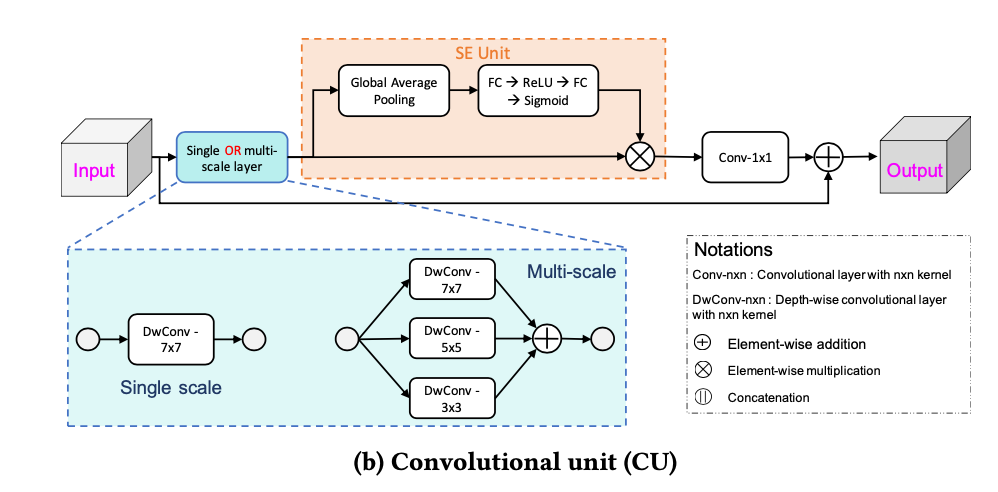 SE Unit
Global Average
Pooling
FC → ReLU → FC
→ Sigmoid
Input
Single OR multi-
scale layer
Conv-1x1
Output
Multi-scale
DwConv -
7x7
Single scale
DwConv -
7x7
DwConv -
5x5
DwConv -
3x3
Notations
Conv-nxn : Convolutional layer with nxn kernel
DwConv-nxn : Depth-wise convolutional layer
with nxn kernel
Element-wise addition
Element-wise multiplication
Concatenation
(b) Convolutional unit (CU)